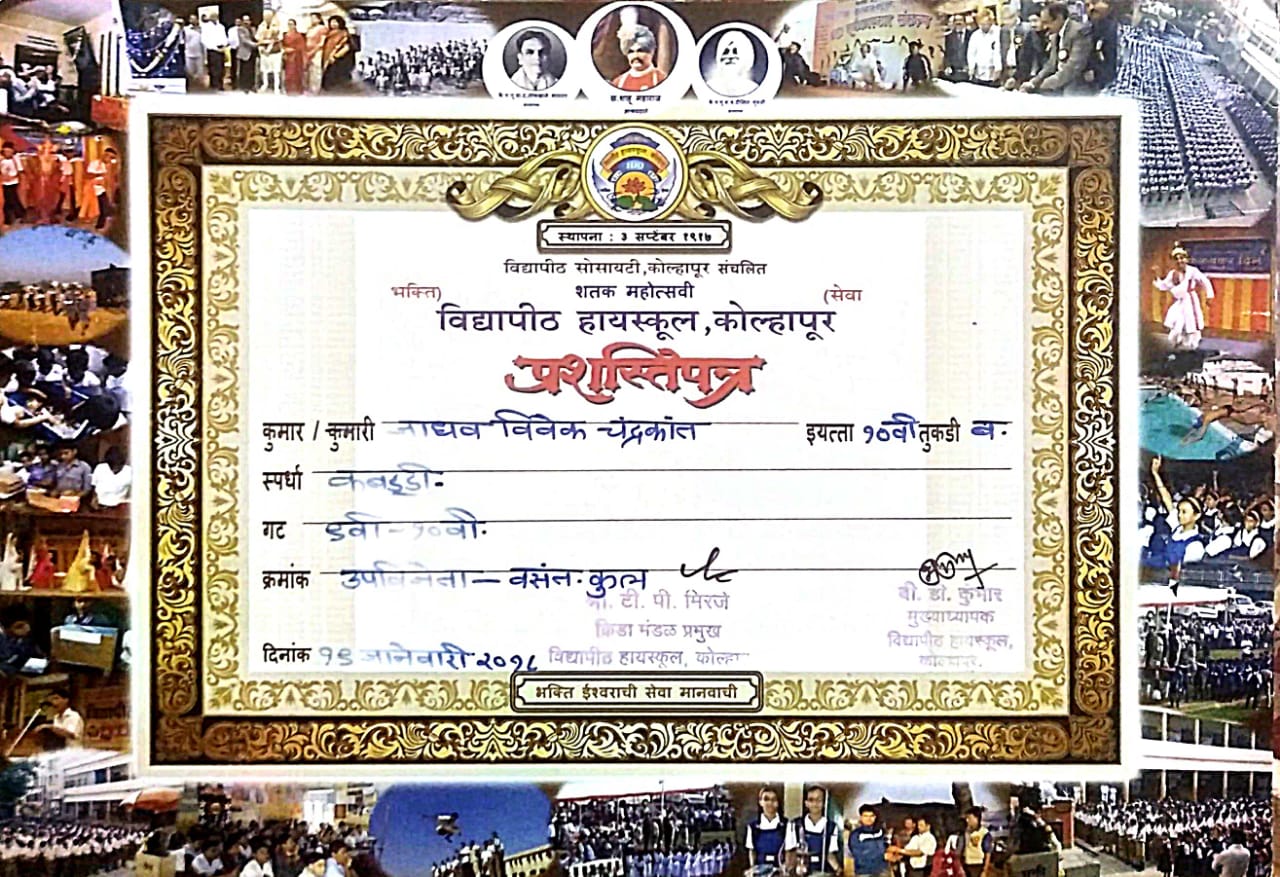 छ.शाहू महाराज
स्थापना : ३ सप्टेंबर १९१७
विद्यापीठ सोसायटी,कोल्हापूर संचलित
भक्ति) शतक महोत्सवी (सेवा
विद्यापीठ हायस्कूल,कोल्हापूर
प्रशस्तिपत्र
कुमार / कुमारी जाधव विवेक चंद्रकांत इयत्ता १०वी तुकडी ब.
स्पर्धा कबड्डी.
गट ९वी - १०वी.
क्रमांक उपविजेता - वसंत कुल
टी. पी. मिरजे
क्रिडा मंडळ प्रमुख
विद्यापीठ हायस्कूल,
व्ही. डी. कुमार
मुख्याध्यापक
विद्यापीठ हायस्कूल,
कोल्हापूर.
दिनांक १९ जानेवारी २०१८
भक्ति ईश्वराची सेवा मानवाची